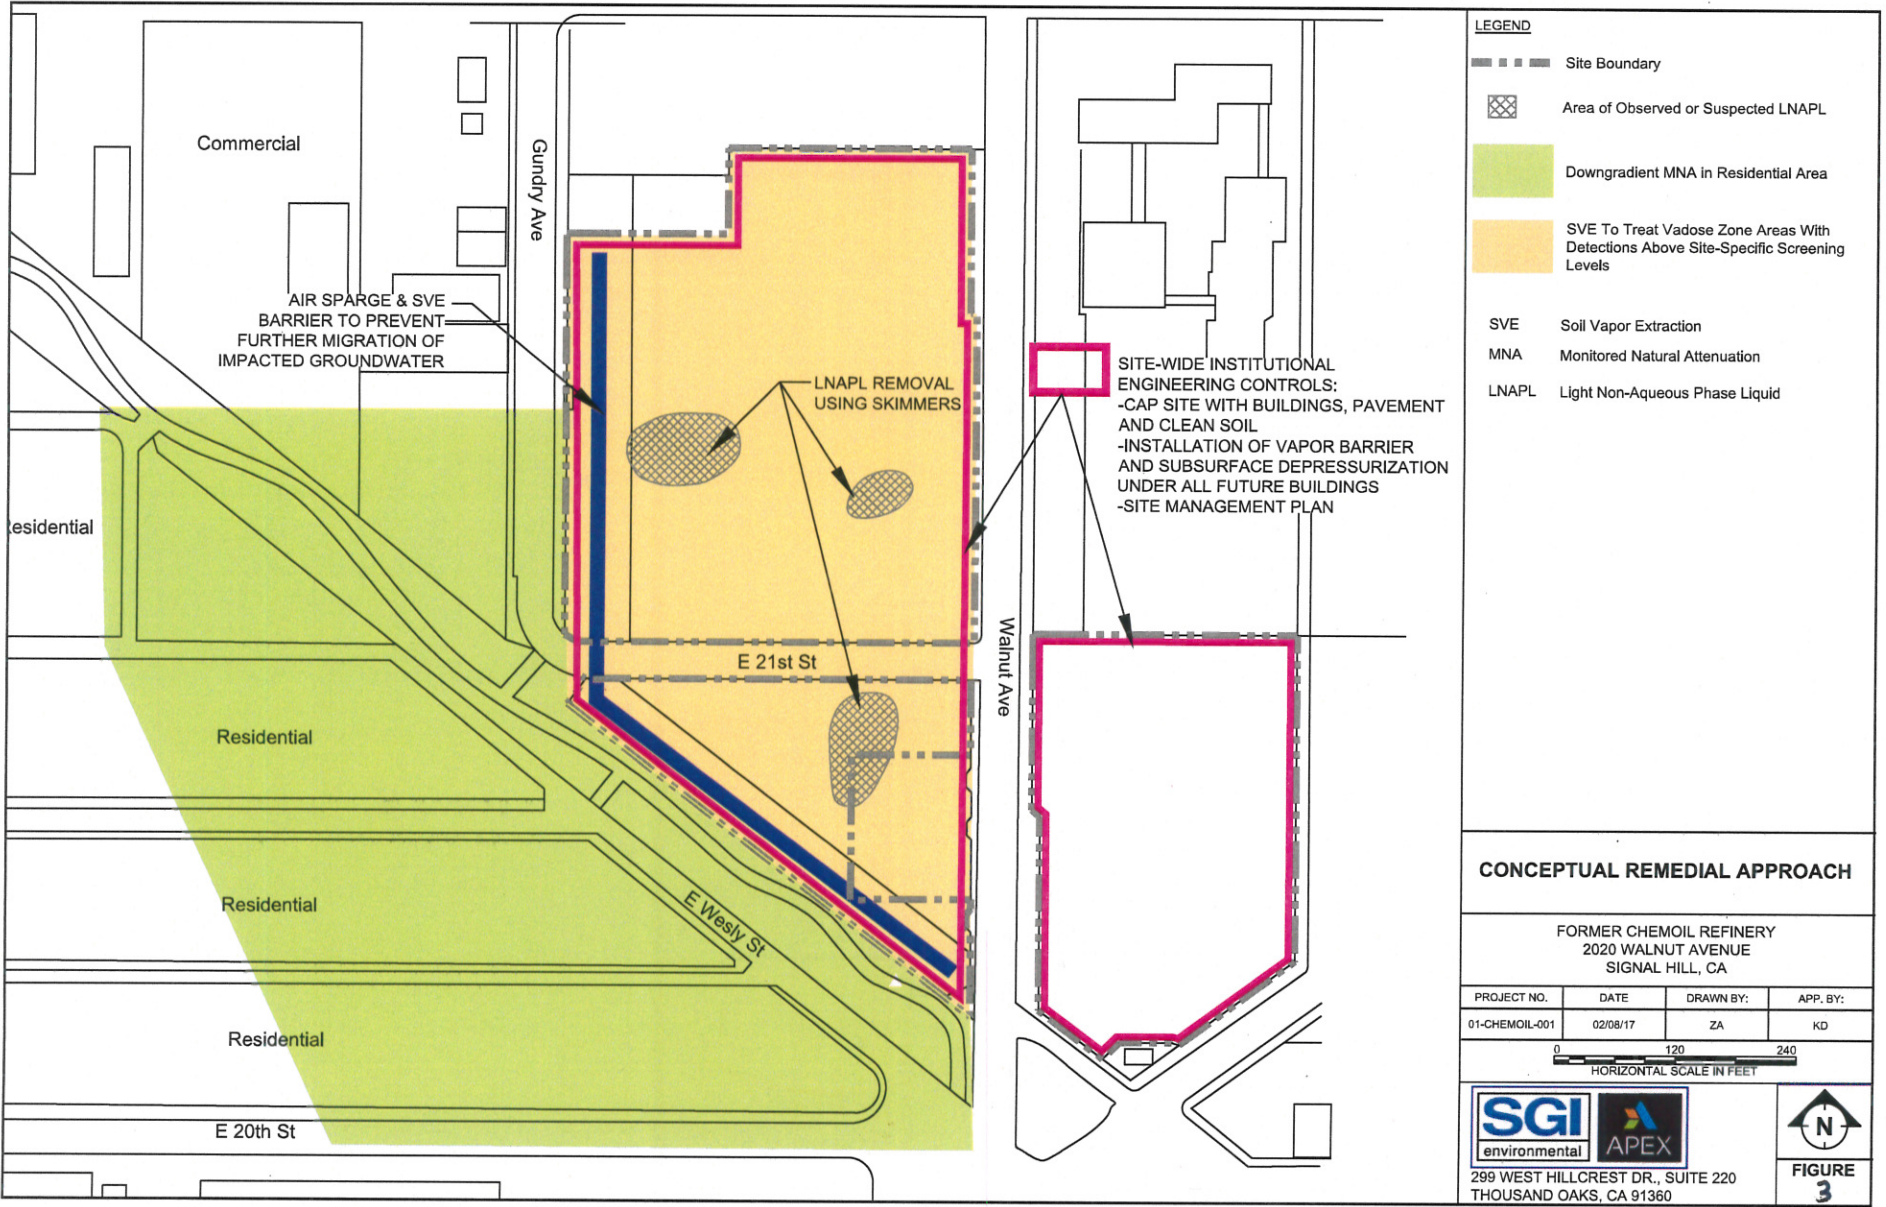 Commercial
Gundry Ave
AIR SPARGE & SVE
BARRIER TO PREVENT
FURTHER MIGRATION OF
IMPACTED GROUNDWATER
LNAPL REMOVAL
USING SKIMMERS
SITE-WIDE INSTITUTIONAL
ENGINEERING CONTROLS:
-CAP SITE WITH BUILDINGS, PAVEMENT
AND CLEAN SOIL
-INSTALLATION OF VAPOR BARRIER
AND SUBSURFACE DEPRESSURIZATION
UNDER ALL FUTURE BUILDINGS
-SITE MANAGEMENT PLAN
Residential
E 21st St
Walnut Ave
Residential
Residential
E Wesly St
Residential
E 20th St
LEGEND
Site Boundary
Area of Observed or Suspected LNAPL
Downgradient MNA in Residential Area
SVE To Treat Vadose Zone Areas With
Detections Above Site-Specific Screening
Levels
SVE Soil Vapor Extraction
MNA Monitored Natural Attenuation
LNAPL Light Non-Aqueous Phase Liquid
CONCEPTUAL REMEDIAL APPROACH
FORMER CHEMOIL REFINERY
2020 WALNUT AVENUE
SIGNAL HILL, CA
PROJECT NO. DATE DRAWN BY: APP. BY:
01-CHEMOIL-001 02/08/17 ZA KD
0 120 240
HORIZONTAL SCALE IN FEET
SGI
environmental
APEX
N
299 WEST HILLCREST DR., SUITE 220
THOUSAND OAKS, CA 91360
FIGURE
3